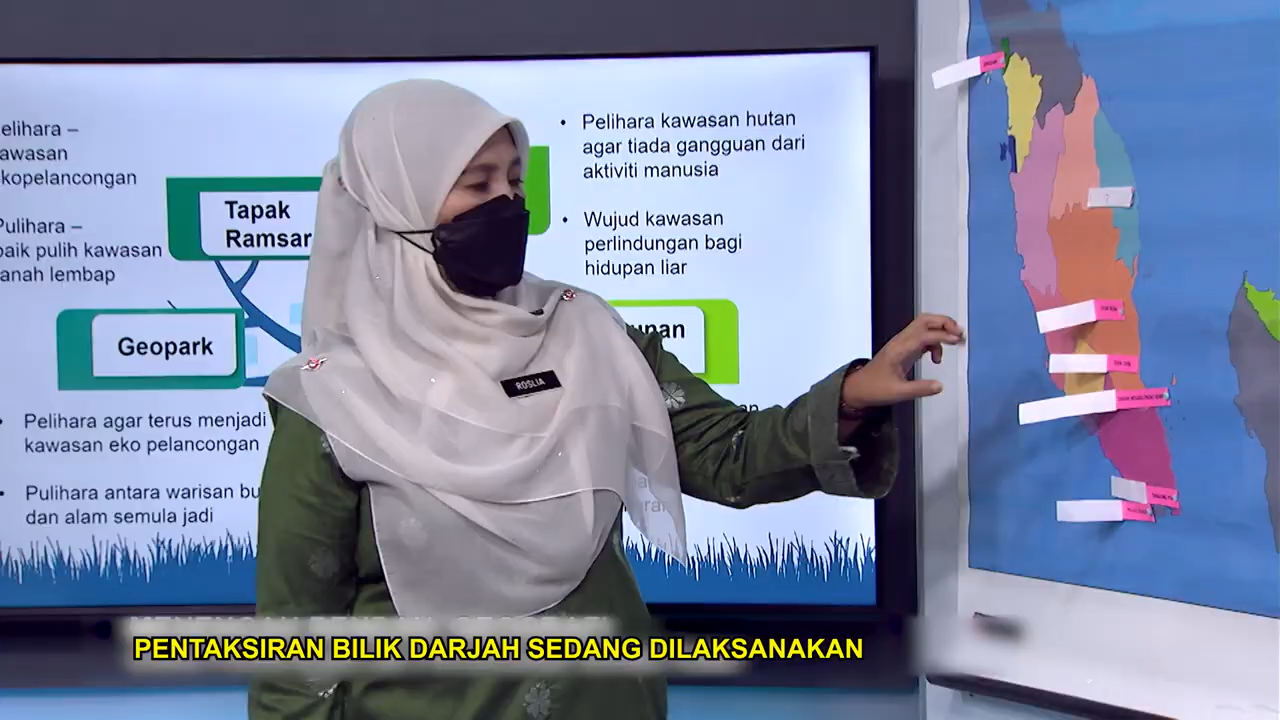 elihara –
awasan
kopelancongan
Pulihara –
baik pulih kawasan
anah lembap
Tapak
Ramsar
Geopark
• Pelihara agar terus menjadi
kawasan eko pelancongan
• Pulihara antara warisan bu
dan alam semula jadi
• Pelihara kawasan hutan
agar tiada gangguan dari
aktiviti manusia
• Wujud kawasan
perlindungan bagi
hidupan liar
upan
an
ROSLIA
?
PENTAKSIRAN BILIK DARJAH SEDANG DILAKSANAKAN